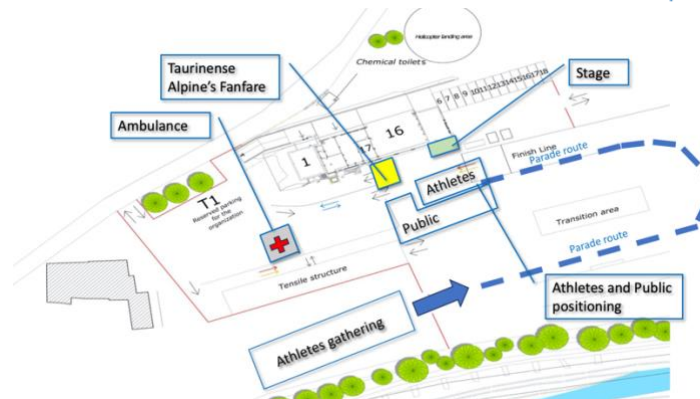 Helicopter landing area
Chemical toilets
Taurinense
Alpine's Fanfare
Stage
Ambulance
6 7 8 9 10 11 12 13 14 15 16 17 18
16
17
1
Finish Line
Parade route
Athletes
Public
T1
Reserved parking
for the
organization
Transition area
Parade route
Tensile structure
Athletes and Public
positioning
Athletes gathering